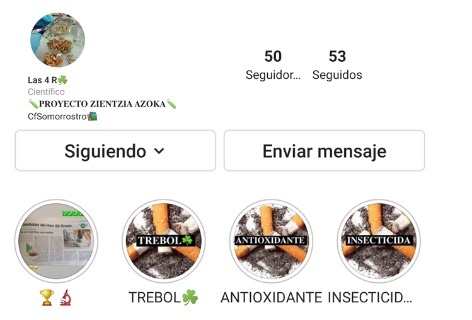 50
53
Seguidor...
Seguidos
Las 4 R☘️
Científico
🧪PROYECTO ZIENTZIA AZOKA🧪
CfSomorrostro📚
Siguiendo
Enviar mensaje
TREBOL☘️
ANTIOXIDANTE
INSECTICIDA
🏆🔬
TREBOL☘️
ANTIOXIDANTE
INSECTICID...